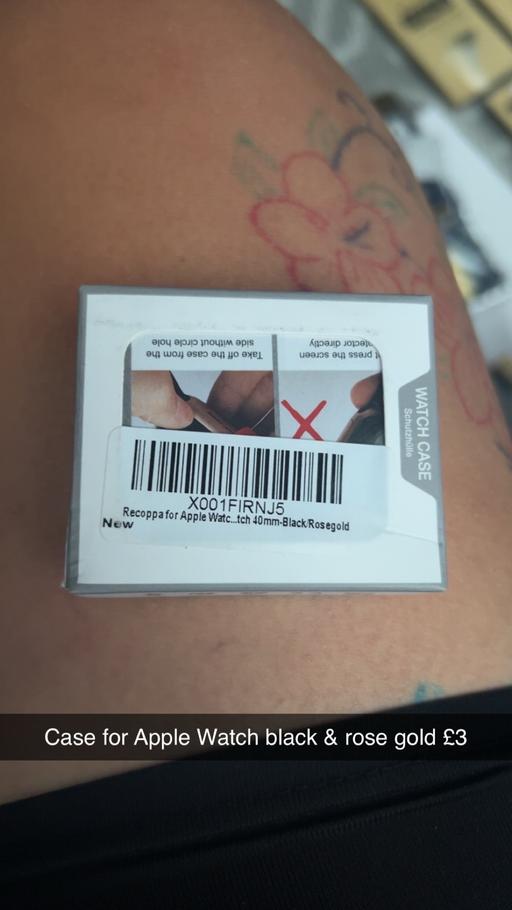 Take off the case from the
side without circle hole
t press the screen
otector directly
WATCH CASE
Schutzhülle
X001FIRNJ5
Recoppa for Apple Watc...tch 40mm-Black/Rosegold
New
Case for Apple Watch black & rose gold £3